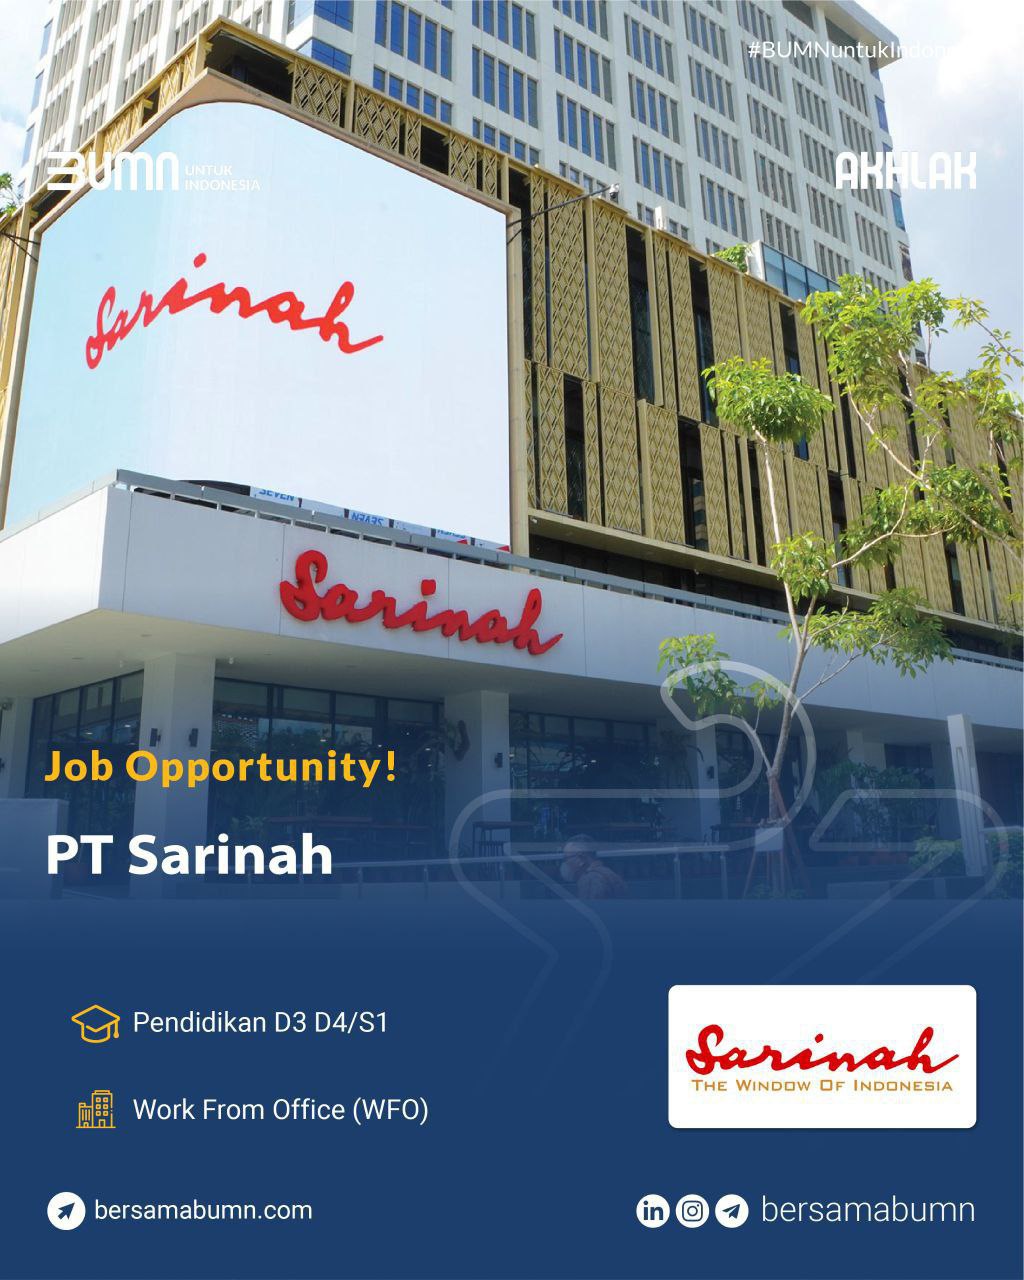 #BUMNuntukIndonesia
BUMN UNTUK
INDONESIA
AKHLAK
Sarinah
SEVEN
Sarinah
Job Opportunity!
PT Sarinah
Pendidikan D3 D4/S1
Sarinah
THE WINDOW OF INDONESIA
Work From Office (WFO)
bersamabumn.com
bersamabumn